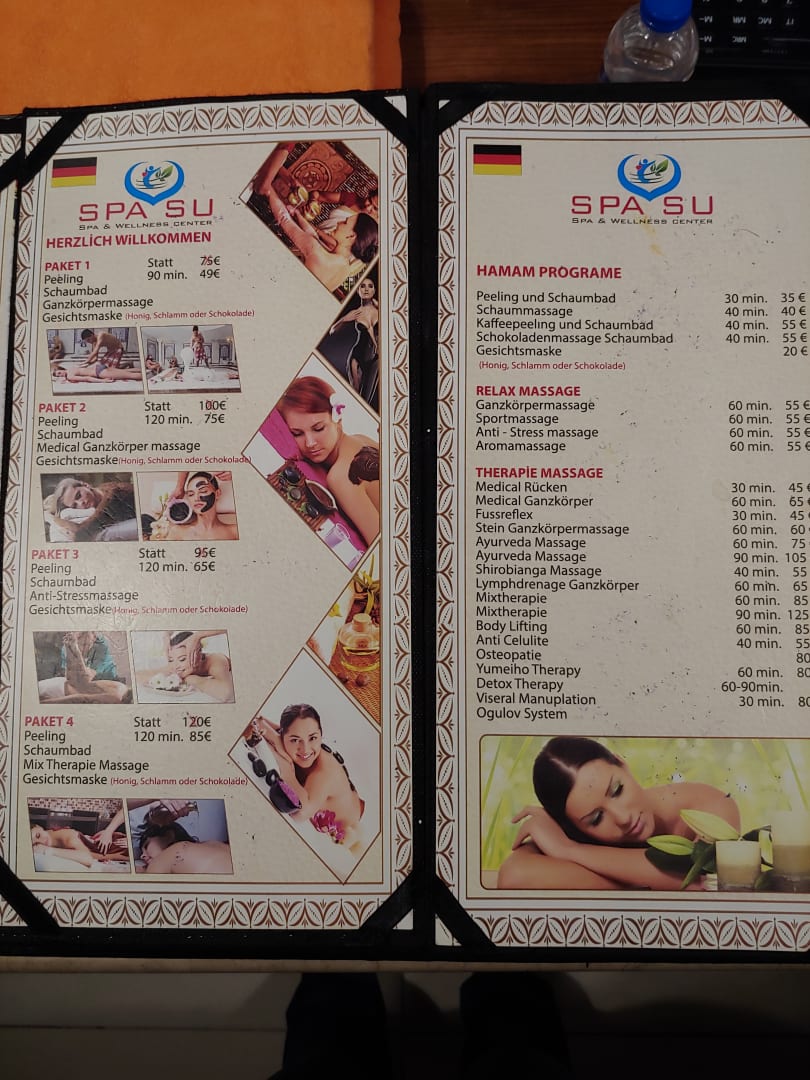 SPA SU
SPA & WELLNESS CENTER
HERZLICH WILLKOMMEN
PAKET 1 Statt 75€
Peeling 90 min. 49€
Schaumbad
Ganzkörpermassage
Gesichtsmaske (Honig, Schlamm oder Schokolade)
PAKET 2 Statt 100€
Peeling 120 min. 75€
Schaumbad
Medical Ganzkörper massage
Gesichtsmaske(Honig, Schlamm oder Schokolade)
PAKET 3 Statt 95€
Peeling 120 min. 65€
Schaumbad
Anti-Stressmassage
Gesichtsmaske(Honig, Schlamm oder Schokolade)
PAKET 4 Statt 120€
Peeling 120 min. 85€
Schaumbad
Mix Therapie Massage
Gesichtsmaske (Honig, Schlamm oder Schokolade)
SPA SU
SPA & WELLNESS CENTER
HAMAM PROGRAME
Peeling und Schaumbad 30 min. 35 €
Schaummassage 40 min. 40 €
Kaffeepeeling und Schaumbad 40 min. 55 €
Schokoladenmassage Schaumbad 40 min. 55 €
Gesichtsmaske 20 €
(Honig, Schlamm oder Schokolade)
RELAX MASSAGE
Ganzkörpermassage 60 min. 55 €
Sportmassage 60 min. 55 €
Anti - Stress massage 60 min. 55 €
Aromamassage 60 min. 55 €
THERAPİE MASSAGE
Medical Rücken 30 min. 45 €
Medical Ganzkörper 60 min. 65
Fussreflex 30 min. 45
Stein Ganzkörpermassage 60 min. 60
Ayurveda Massage 60 min. 75
Ayurveda Massage 90 min. 105
Shirobianga Massage 40 min. 55
Lymphdrenage Ganzkörper 60 min. 65
Mixtherapie 60 min. 85
Mixtherapie 90 min. 125
Body Lifting 60 min. 85
Anti Celulite 40 min. 55
Osteopatie 80
Yumeiho Therapy 60 min. 80
Detox Therapy 60-90min.
Viseral Manuplation 30 min. 80
Ogulov System